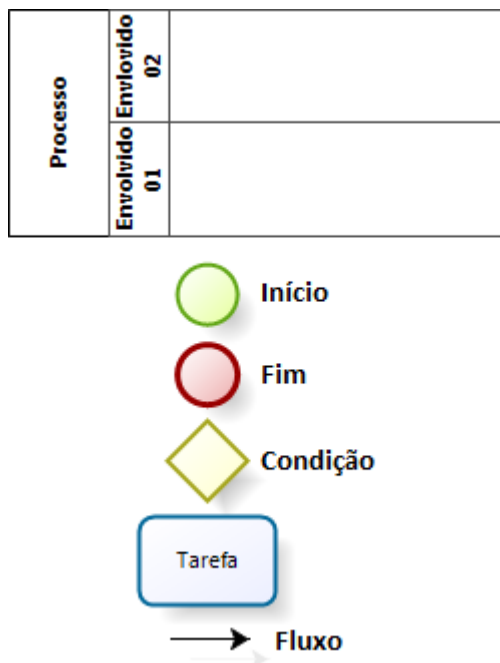 Processo
Envlovido
02
Envolvido
01
Início
Fim
Condição
Tarefa
Fluxo